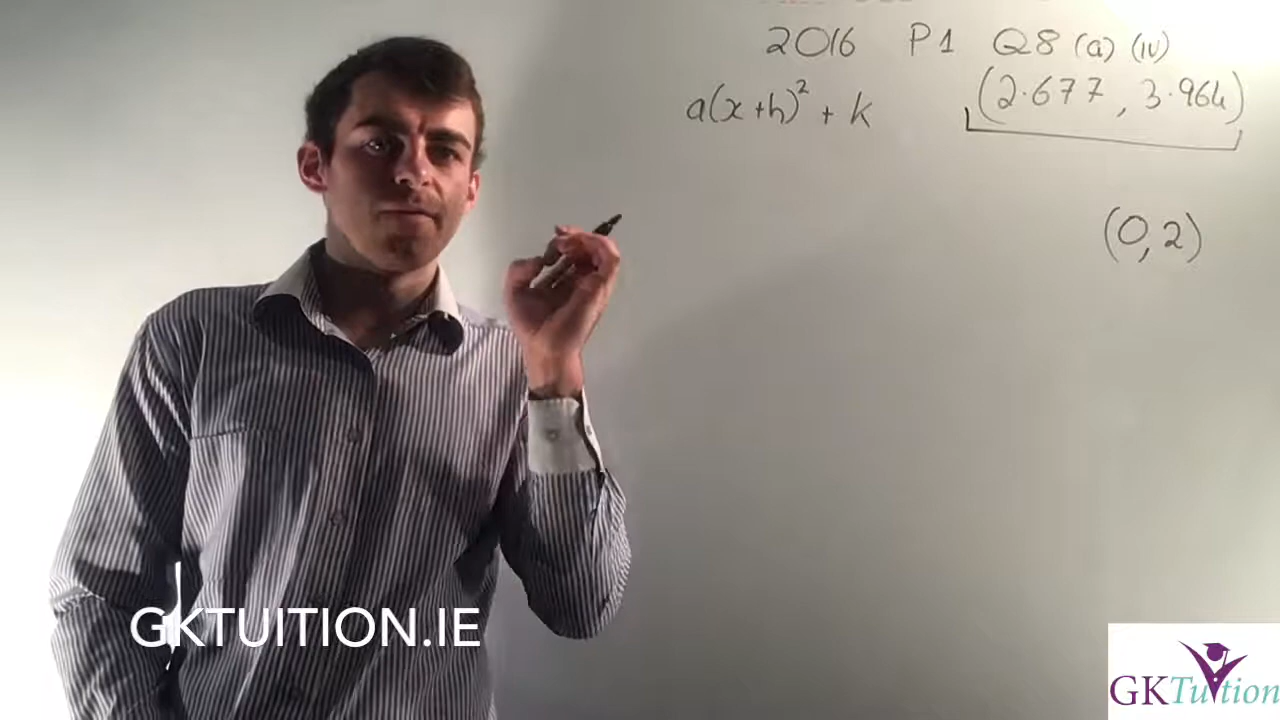 2016 P1 Q8 (a) (iv)
a(x+h)² + k (2.677, 3.964)
(0,2)
GKTUITION.IE
GKTuition